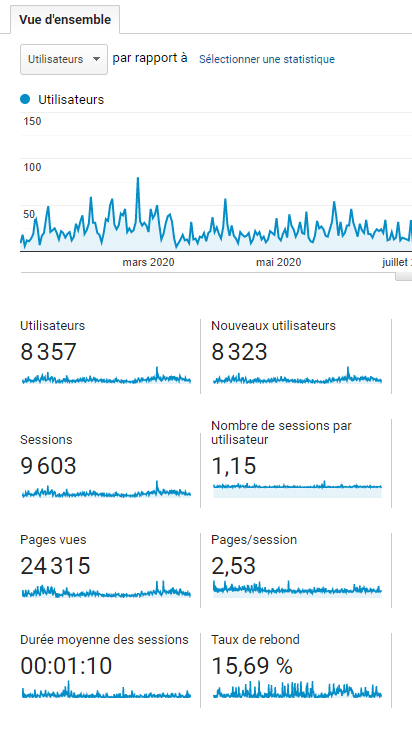 Vue d'ensemble
Utilisateurs par rapport à Sélectionner une statistique
Utilisateurs
150
100
50
mars 2020 mai 2020 juillet
Utilisateurs
8 357
Nouveaux utilisateurs
8 323
Sessions
9 603
Nombre de sessions par
utilisateur
1,15
Pages vues
24 315
Pages/session
2,53
Durée moyenne des sessions
00:01:10
Taux de rebond
15,69 %